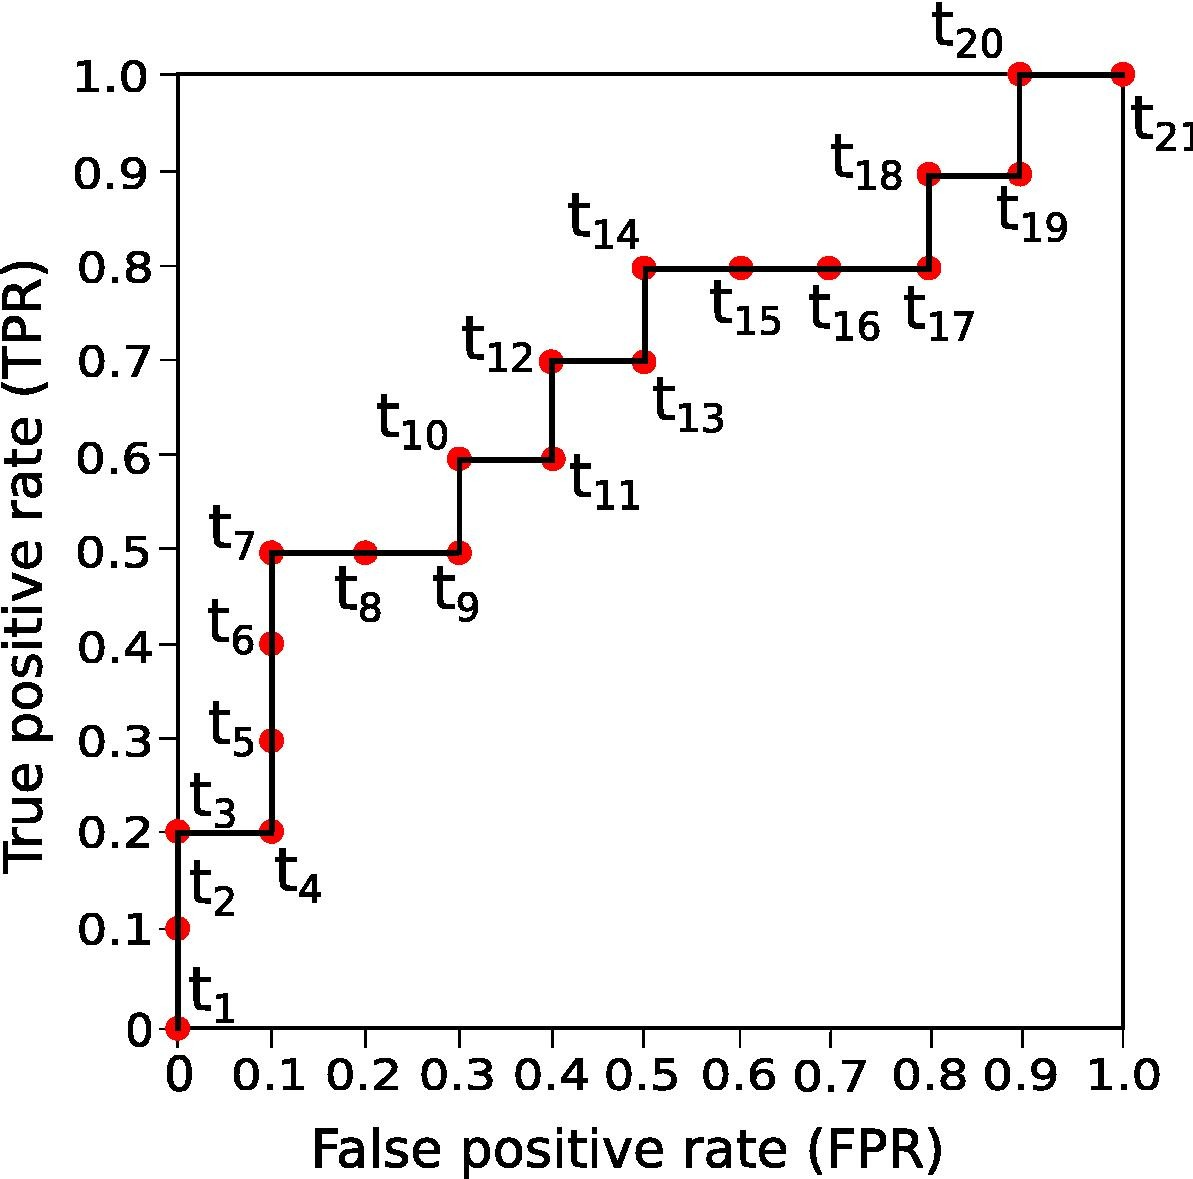 t20
1.0
t21
0.9
t18
t19
t14
0.8
t15 t16 t17
t12
0.7
t13
t10
0.6
t11
t7
0.5
t8 t9
t6
0.4
t5
0.3
t3
0.2
t4
t2
0.1
t1
0
0 0.1 0.2 0.3 0.4 0.5 0.6 0.7 0.8 0.9 1.0
False positive rate (FPR)
True positive rate (TPR)